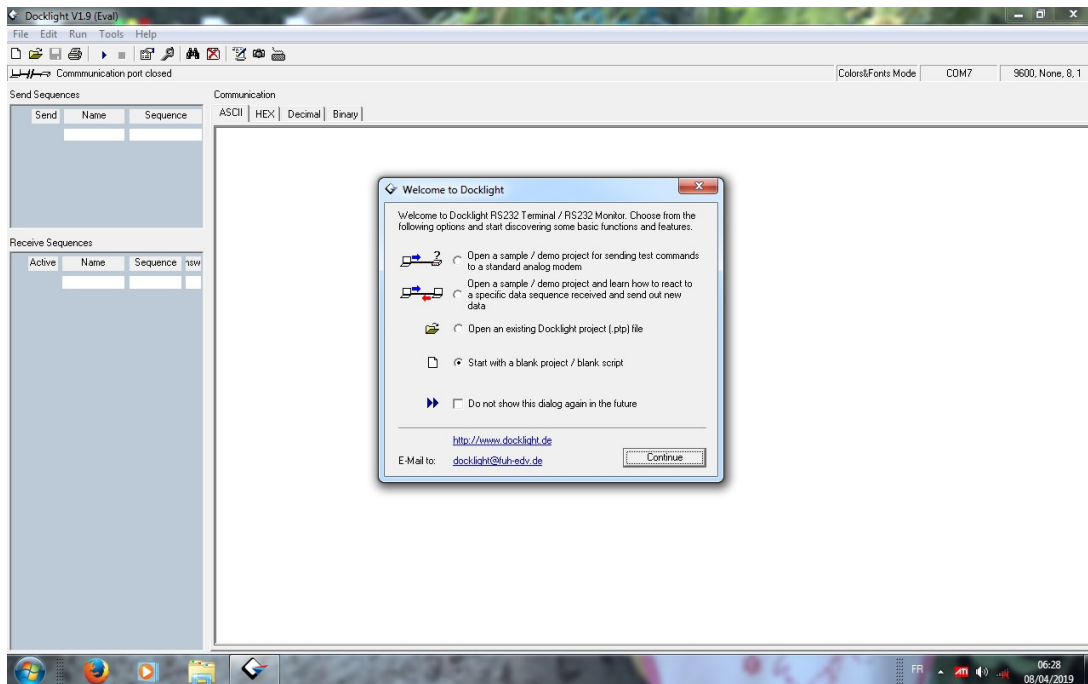 Docklight V1.9 (Eval)
File Edit Run Tools Help
Commmunication port closed
Colors&Fonts Mode
COM7
9600, None, 8, 1
Send Sequences
Send Name Sequence
Communication
ASCII HEX Decimal Binary
Receive Sequences
Active Name Sequence nsw
Welcome to Docklight
Welcome to Docklight RS232 Terminal / RS232 Monitor. Choose from the
following options and start discovering some basic functions and features.
Open a sample / demo project for sending test commands
to a standard analog modem
Open a sample / demo project and learn how to react to
a specific data sequence received and send out new
data
Open an existing Docklight project (.ptp) file
Start with a blank project / blank script
Do not show this dialog again in the future
http://www.docklight.de
E-Mail to: docklight@fuh-edv.de
Continue
FR
ATI
06:28
08/04/2019